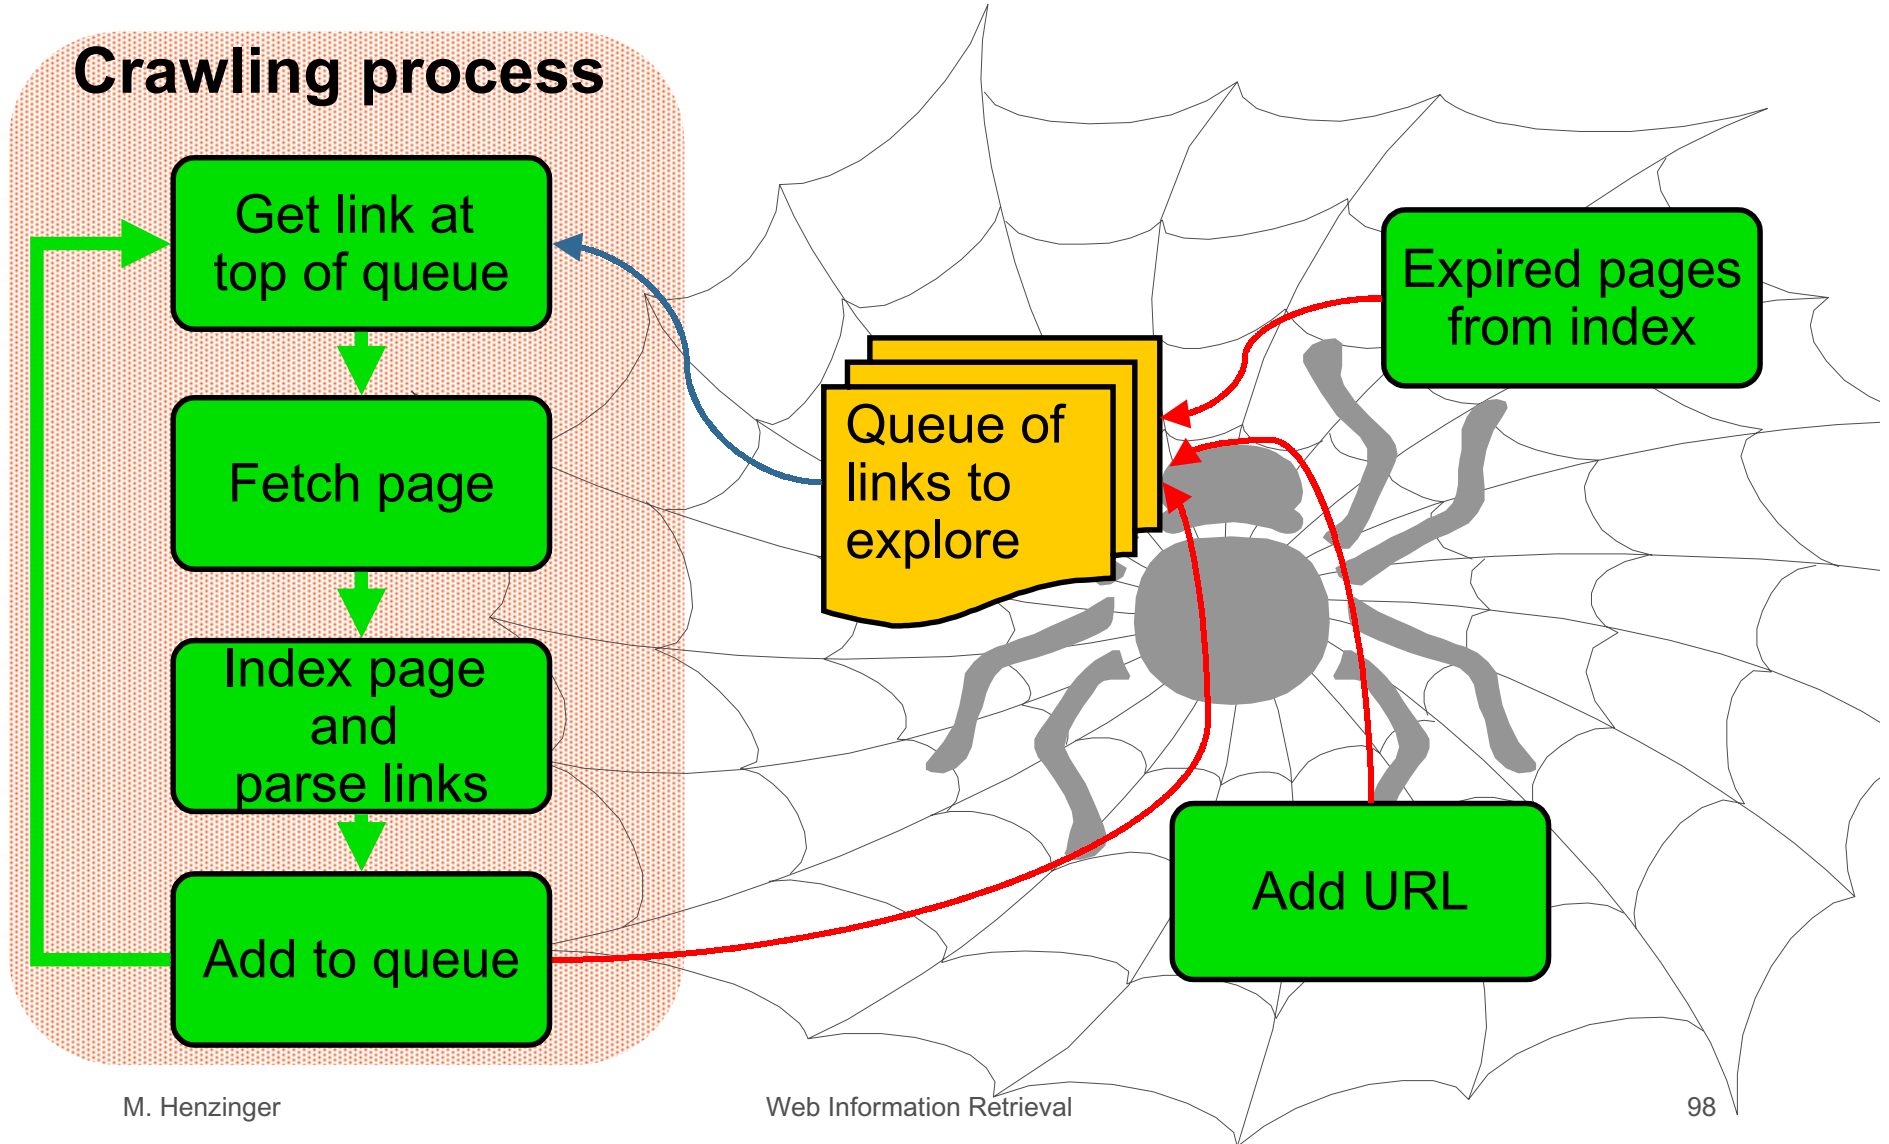 Crawling process
Get link at
top of queue
Fetch page
Index page
and
parse links
Add to queue
Queue of
links to
explore
Expired pages
from index
Add URL
M. Henzinger
Web Information Retrieval
98